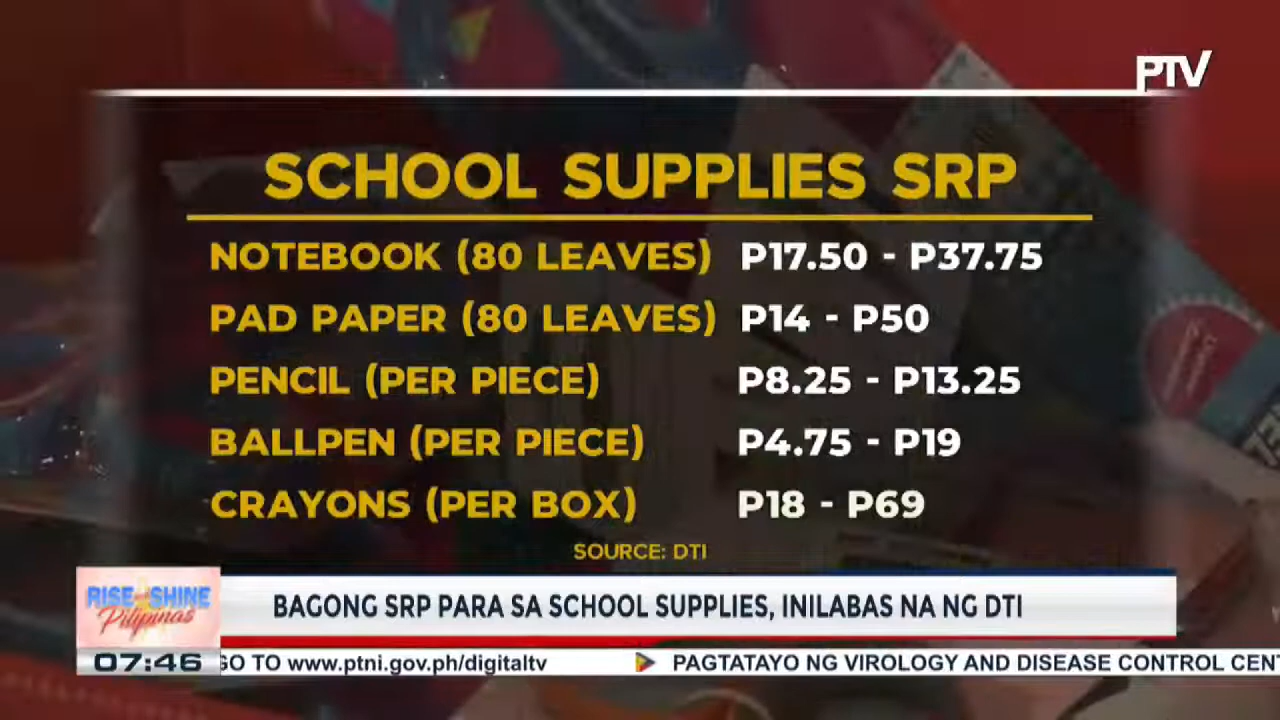 PTV
SCHOOL SUPPLIES SRP
NOTEBOOK (80 LEAVES) P17.50 - P37.75
PAD PAPER (80 LEAVES) P14 - P50
PENCIL (PER PIECE) P8.25 - P13.25
BALLPEN (PER PIECE) P4.75 - P19
CRAYONS (PER BOX) P18 - P69
SOURCE: DTI
RISE SHINE
Pilipinas
BAGONG SRP PARA SA SCHOOL SUPPLIES, INILABAS NA NG DTI
07:46 GO TO www.ptni.gov.ph/digitaltv PAGTATAYO NG VIROLOGY AND DISEASE CONTROL CENT